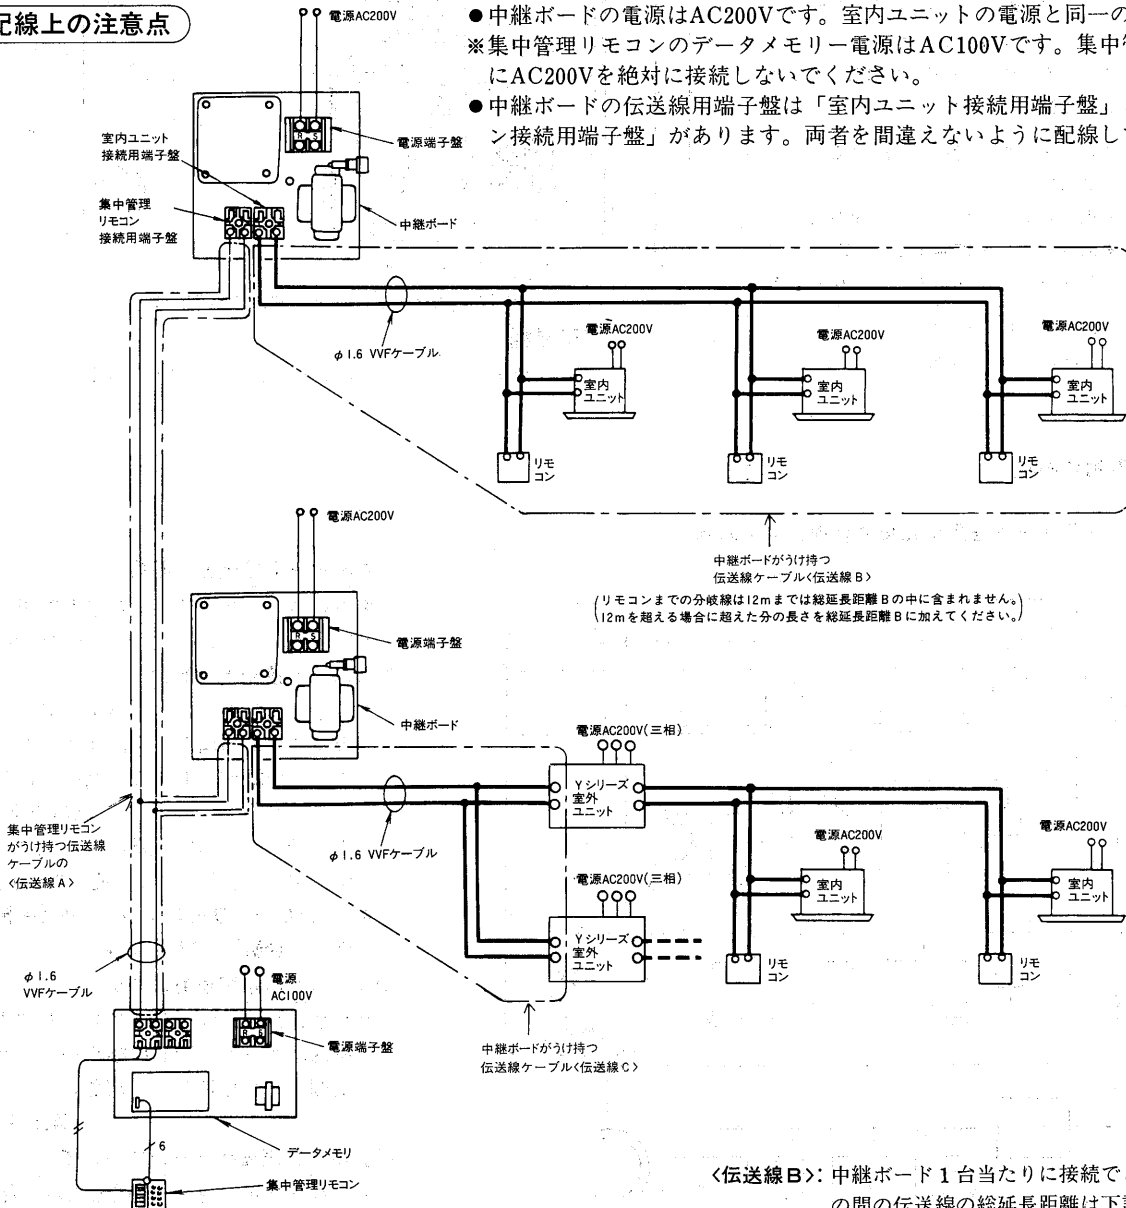 配線上の注意点
電源AC200V
●中継ボードの電源はAC200Vです。室内ユニットの電源と同一の
※集中管理リモコンのデータメモリー電源はAC100Vです。集中
にAC200Vを絶対に接続しないでください。
●中継ボードの伝送線用端子盤は「室内ユニット接続用端子盤」
ン接続用端子盤」があります。両者を間違えないように配線し
R S
電源端子盤
室内ユニット
接続用端子盤
集中管理
リモコン
接続用端子盤
中継ボード
φ1.6 VVFケーブル
電源AC200V
室内
ユニット
リモ
コン
電源AC200V
室内
ユニット
リモ
コン
電源AC200V
室内
ユニット
リモ
コン
中継ボードがうけ持つ
伝送線ケーブル〈伝送線B〉
(リモコンまでの分岐線は12mまでは総延長距離Bの中に含まれません。
12mを超える場合に超えた分の長さを総延長距離Bに加えてください。)
電源AC200V
R S
電源端子盤
中継ボード
φ1.6 VVFケーブル
電源AC200V(三相)
Yシリーズ
室外
ユニット
電源AC200V(三相)
Yシリーズ
室外
ユニット
電源AC200V
室内
ユニット
リモ
コン
電源AC200V
室内
ユニット
リモ
コン
集中管理リモコン
がうけ持つ伝送線
ケーブルの
〈伝送線A〉
φ1.6
VVFケーブル
中継ボードがうけ持つ
伝送線ケーブル〈伝送線C〉
電源
AC100V
R S
電源端子盤
データメモリ
6
集中管理リモコン
〈伝送線B〉: 中継ボード1台当たりに接続で
の間の伝送線の総延長距離は下